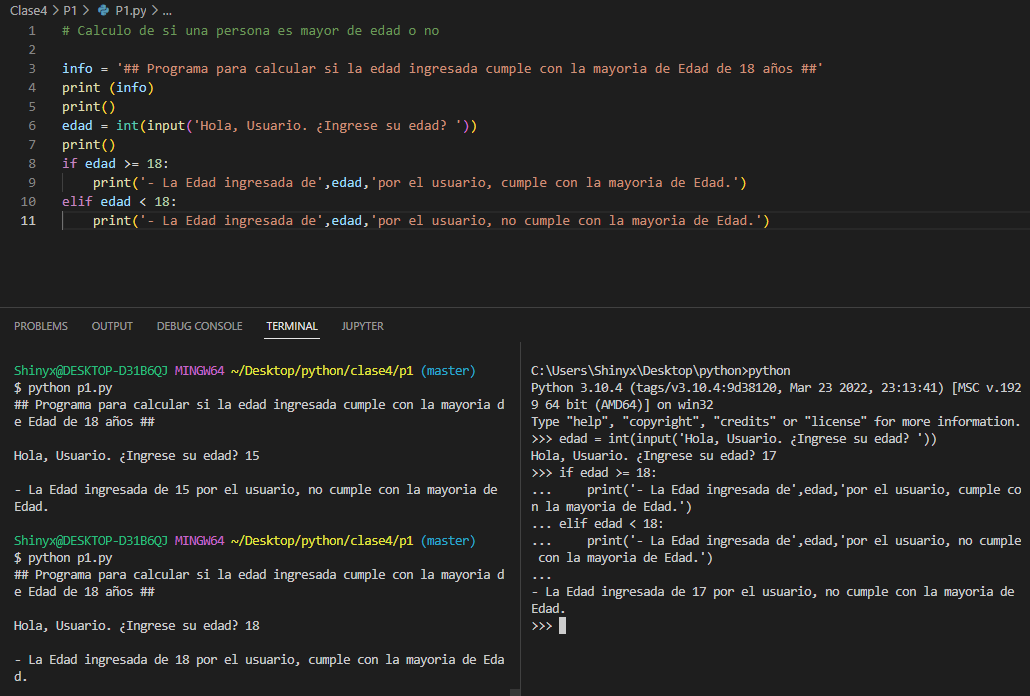 Clase4 > P1 > P1.py > ...
1 # Calculo de si una persona es mayor de edad o no
2
3 info = '## Programa para calcular si la edad ingresada cumple con la mayoria de Edad de 18 años ##'
4 print (info)
5 print()
6 edad = int(input('Hola, Usuario. ¿Ingrese su edad? '))
7 print()
8 if edad >= 18:
9     print('- La Edad ingresada de',edad,'por el usuario, cumple con la mayoria de Edad.')
10 elif edad < 18:
11     print('- La Edad ingresada de',edad,'por el usuario, no cumple con la mayoria de Edad.')
PROBLEMS OUTPUT DEBUG CONSOLE TERMINAL JUPYTER
Shinyx@DESKTOP-D31B6QJ MINGW64 ~/Desktop/python/clase4/p1 (master)
$ python p1.py
## Programa para calcular si la edad ingresada cumple con la mayoria d
e Edad de 18 años ##
Hola, Usuario. ¿Ingrese su edad? 15
- La Edad ingresada de 15 por el usuario, no cumple con la mayoria de
Edad.
Shinyx@DESKTOP-D31B6QJ MINGW64 ~/Desktop/python/clase4/p1 (master)
$ python p1.py
## Programa para calcular si la edad ingresada cumple con la mayoria d
e Edad de 18 años ##
Hola, Usuario. ¿Ingrese su edad? 18
- La Edad ingresada de 18 por el usuario, cumple con la mayoria de Eda
d.
C:\Users\Shinyx\Desktop\python>python
Python 3.10.4 (tags/v3.10.4:9d38120, Mar 23 2022, 23:13:41) [MSC v.192
9 64 bit (AMD64)] on win32
Type "help", "copyright", "credits" or "license" for more information.
>>> edad = int(input('Hola, Usuario. ¿Ingrese su edad? '))
Hola, Usuario. ¿Ingrese su edad? 17
>>> if edad >= 18:
...     print('- La Edad ingresada de',edad,'por el usuario, cumple co
n la mayoria de Edad.')
... elif edad < 18:
...     print('- La Edad ingresada de',edad,'por el usuario, no cumple
 con la mayoria de Edad.')
...
- La Edad ingresada de 17 por el usuario, no cumple con la mayoria de
Edad.
>>>